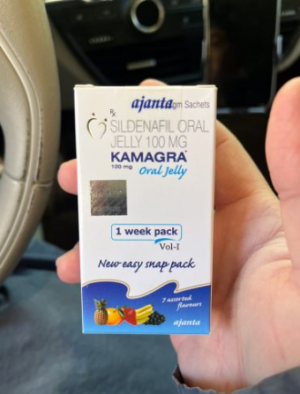 ajanta gm Sachets
Rx
SILDENAFIL ORAL
JELLY 100 MG
KAMAGRA
100 mg Oral Jelly
1 week pack
Vol-I
New easy snap pack
7 assorted
flavours
ajanta